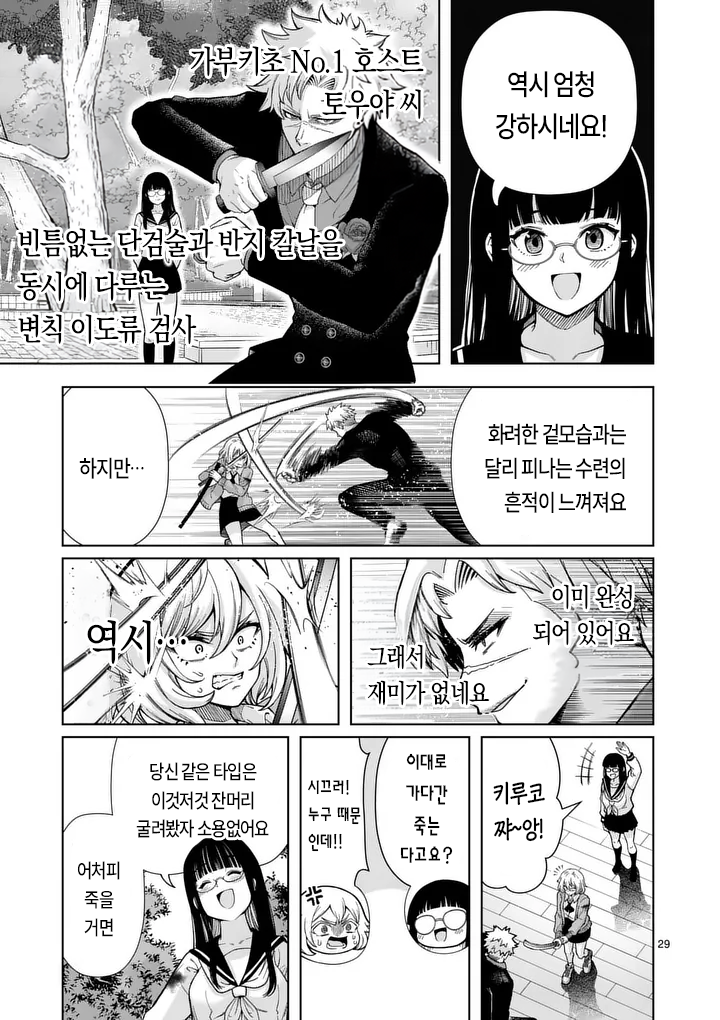 역시 엄청
강하시네요!
가부키초 No.1 호스트
토우야 씨
빈틈없는 단검술과 반지 칼날을
동시에 다루는
변칙 이도류 검사
화려한 겉모습과는
달리 피나는 수련의
흔적이 느껴져요
하지만…
이미 완성
되어 있어요
그래서
재미가 없네요
역시…
키루코
쨔~앙!
이대로
가다간
죽는
다고요?
시끄러!
누구 때문
인데!!
당신 같은 타입은
이것저것 잔머리
굴려봤자 소용없어요
어처피
죽을
거면
29